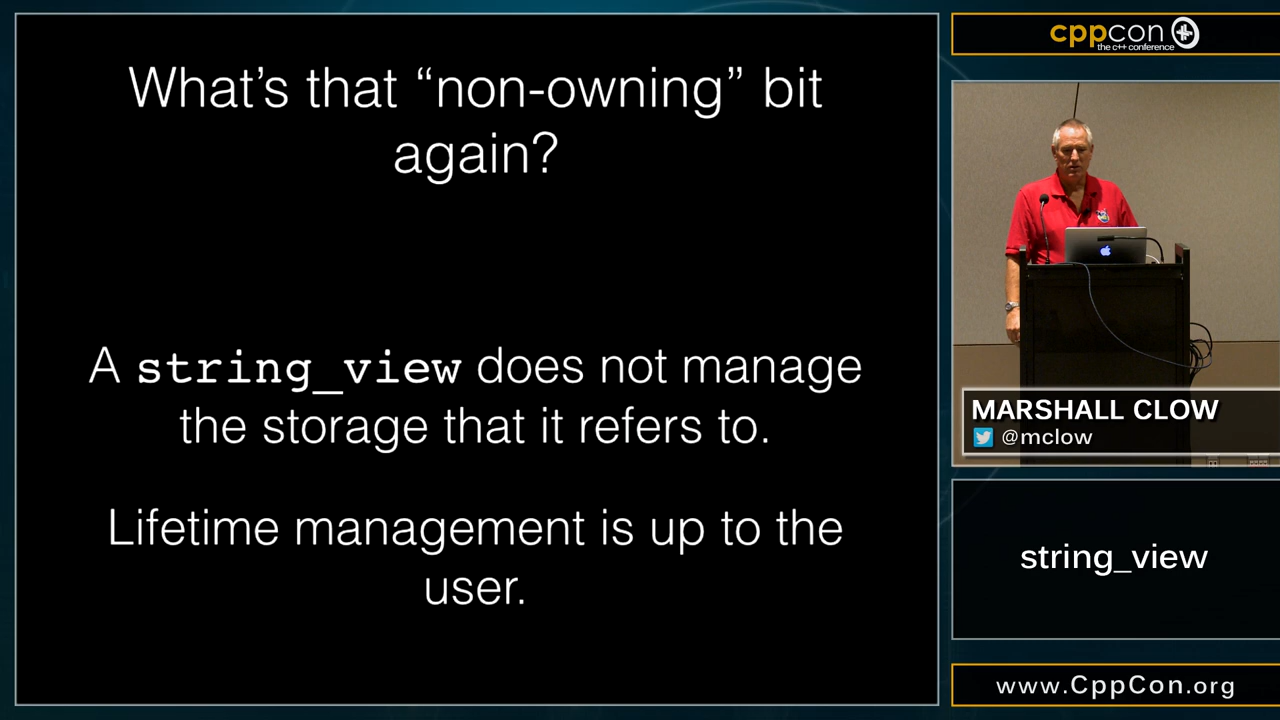 What's that “non-owning” bit
again?
A string_view does not manage
the storage that it refers to.
Lifetime management is up to the
user.
cppcon
the c++ conference
MARSHALL CLOW
@mclow
string_view
www.CppCon.org